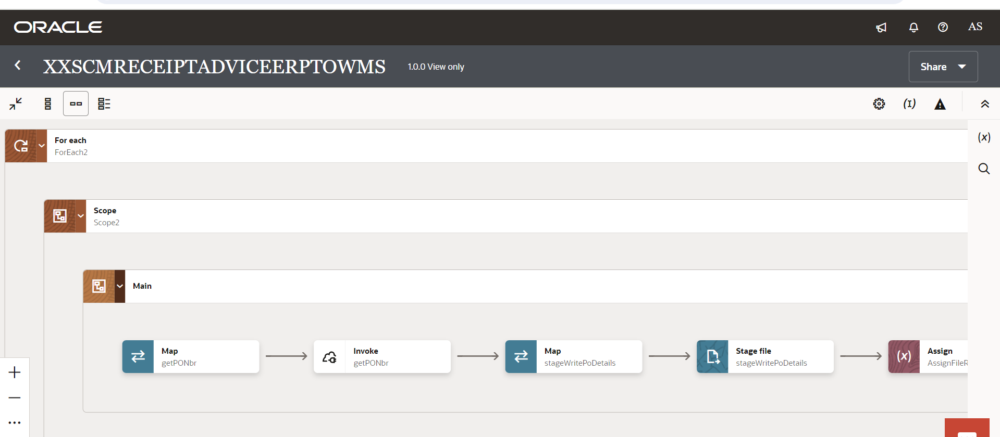 ORACLE
AS
XXSCMRECEIPTADVICEERPTOWMS
1.0.0 View only
Share
For each
ForEach2
Scope
Scope2
Main
Map
getPONbr
Invoke
getPONbr
Map
stageWritePoDetails
Stage file
stageWritePoDetails
Assign
AssignFileR